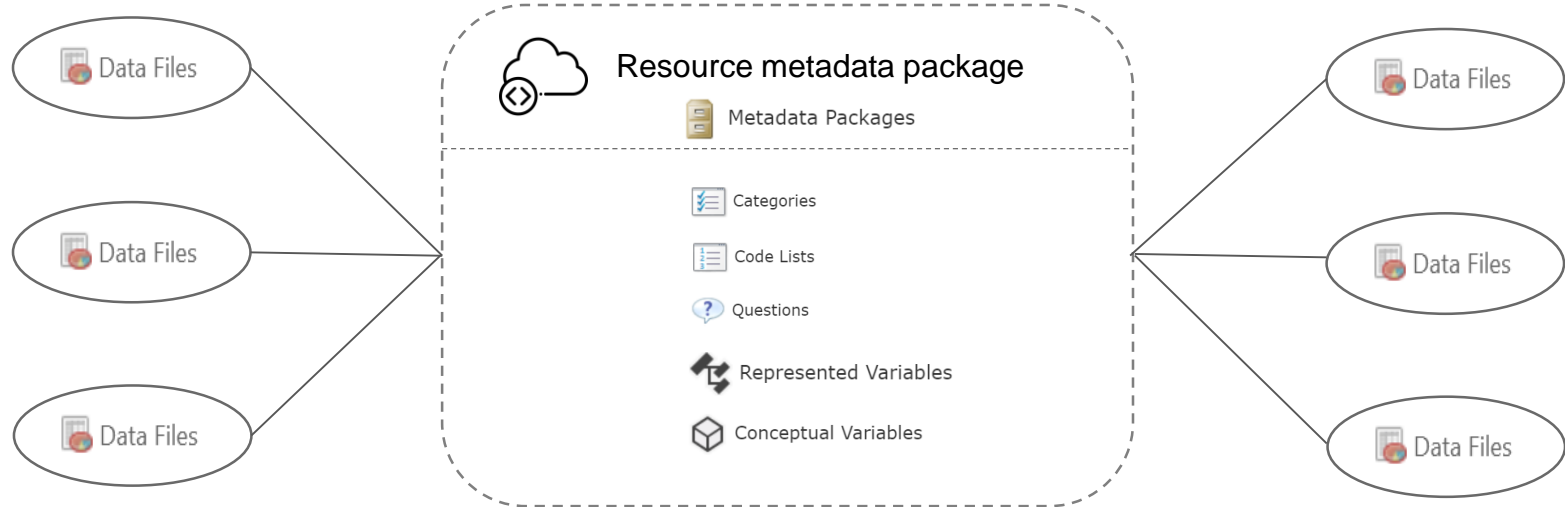 Data Files
Data Files
Data Files
Resource metadata package
Metadata Packages
Categories
Code Lists
Questions
Represented Variables
Conceptual Variables
Data Files
Data Files
Data Files